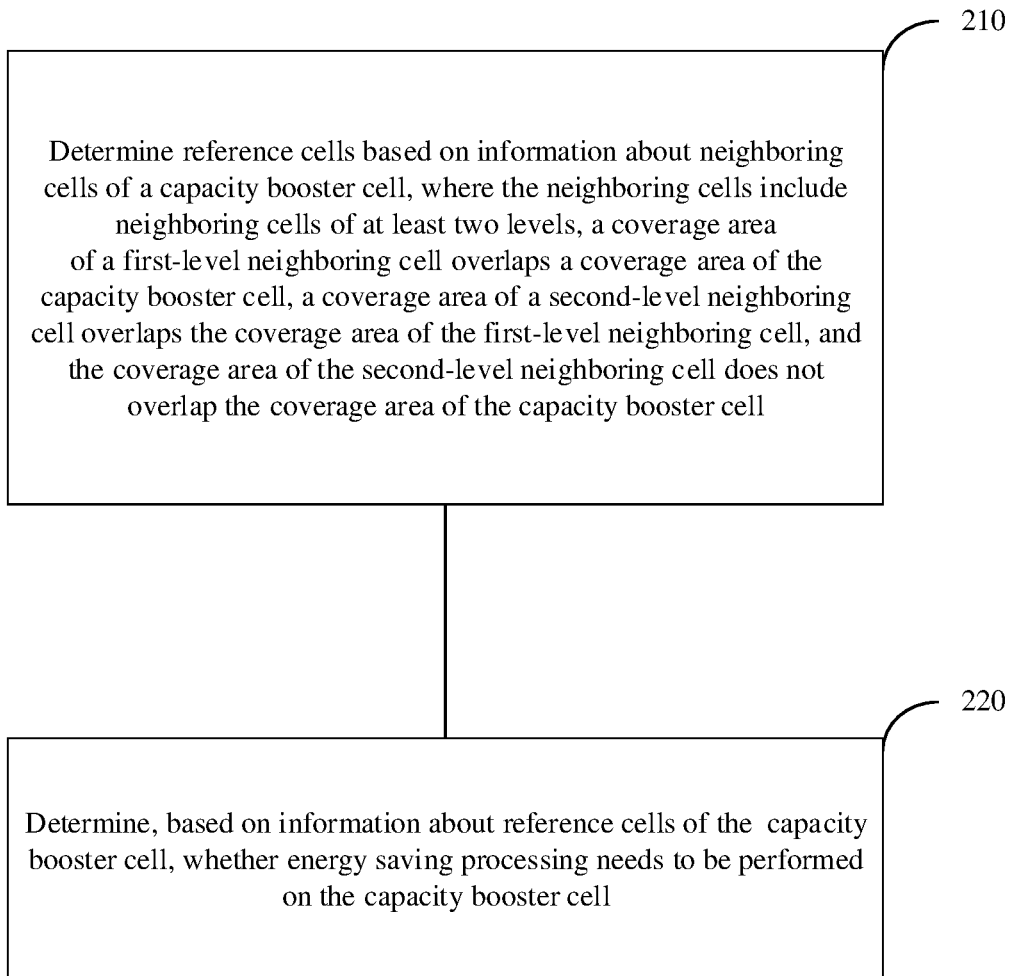 210
Determine reference cells based on information about neighboring
cells of a capacity booster cell, where the neighboring cells include
neighboring cells of at least two levels, a coverage area
of a first-level neighboring cell overlaps a coverage area of the
capacity booster cell, a coverage area of a second-level neighboring
cell overlaps the coverage area of the first-level neighboring cell, and
the coverage area of the second-level neighboring cell does not
overlap the coverage area of the capacity booster cell
220
Determine, based on information about reference cells of the capacity
booster cell, whether energy saving processing needs to be performed
on the capacity booster cell